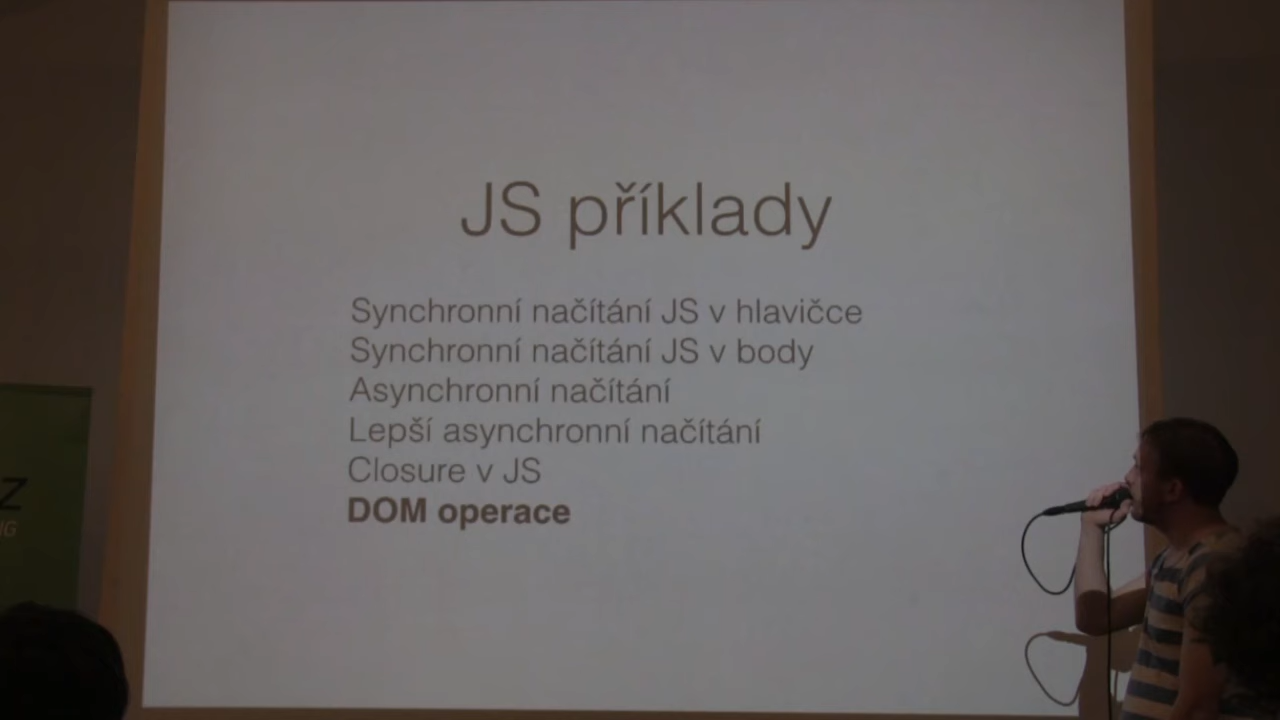 JS příklady
Synchronní načítání JS v hlavičce
Synchronní načítání JS v body
Asynchronní načítání
Lepší asynchronní načítání
Closure v JS
DOM operace